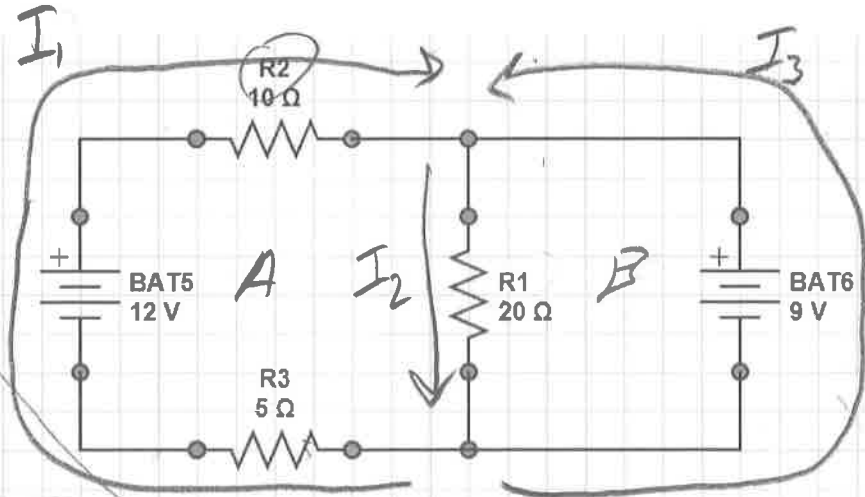 I₁
R2
10 Ω
I₃
+
BAT5
12 V
A
I₂
R1
20 Ω
B
+
BAT6
9 V
R3
5 Ω